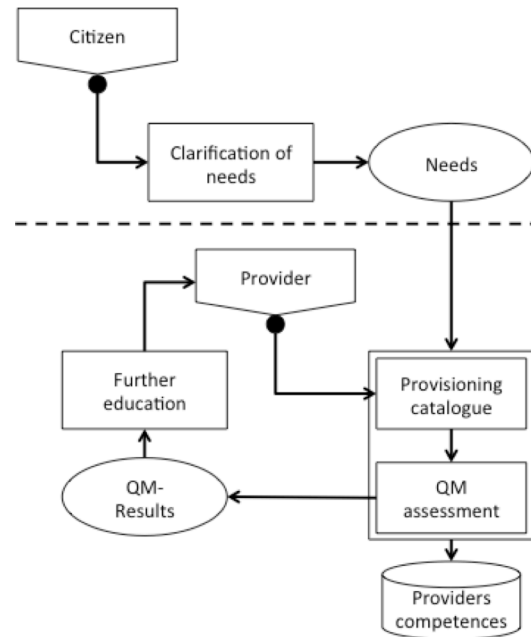 Citizen
Clarification of
needs
Needs
Provider
Further
education
Provisioning
catalogue
QM-
Results
QM
assessment
Providers
competences